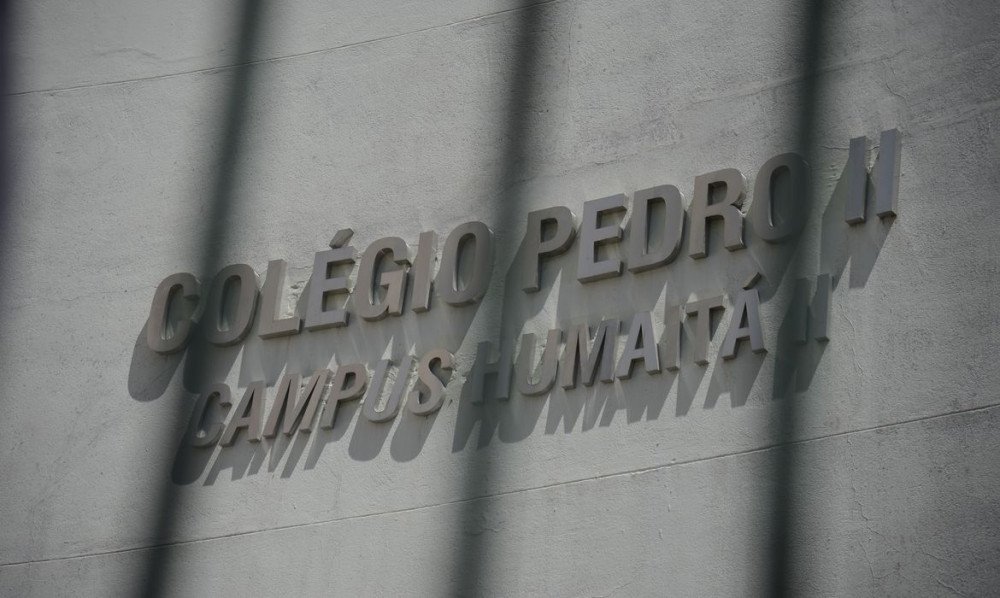 COLÉGIO PEDRO II
CAMPUS HUMAITÁ II